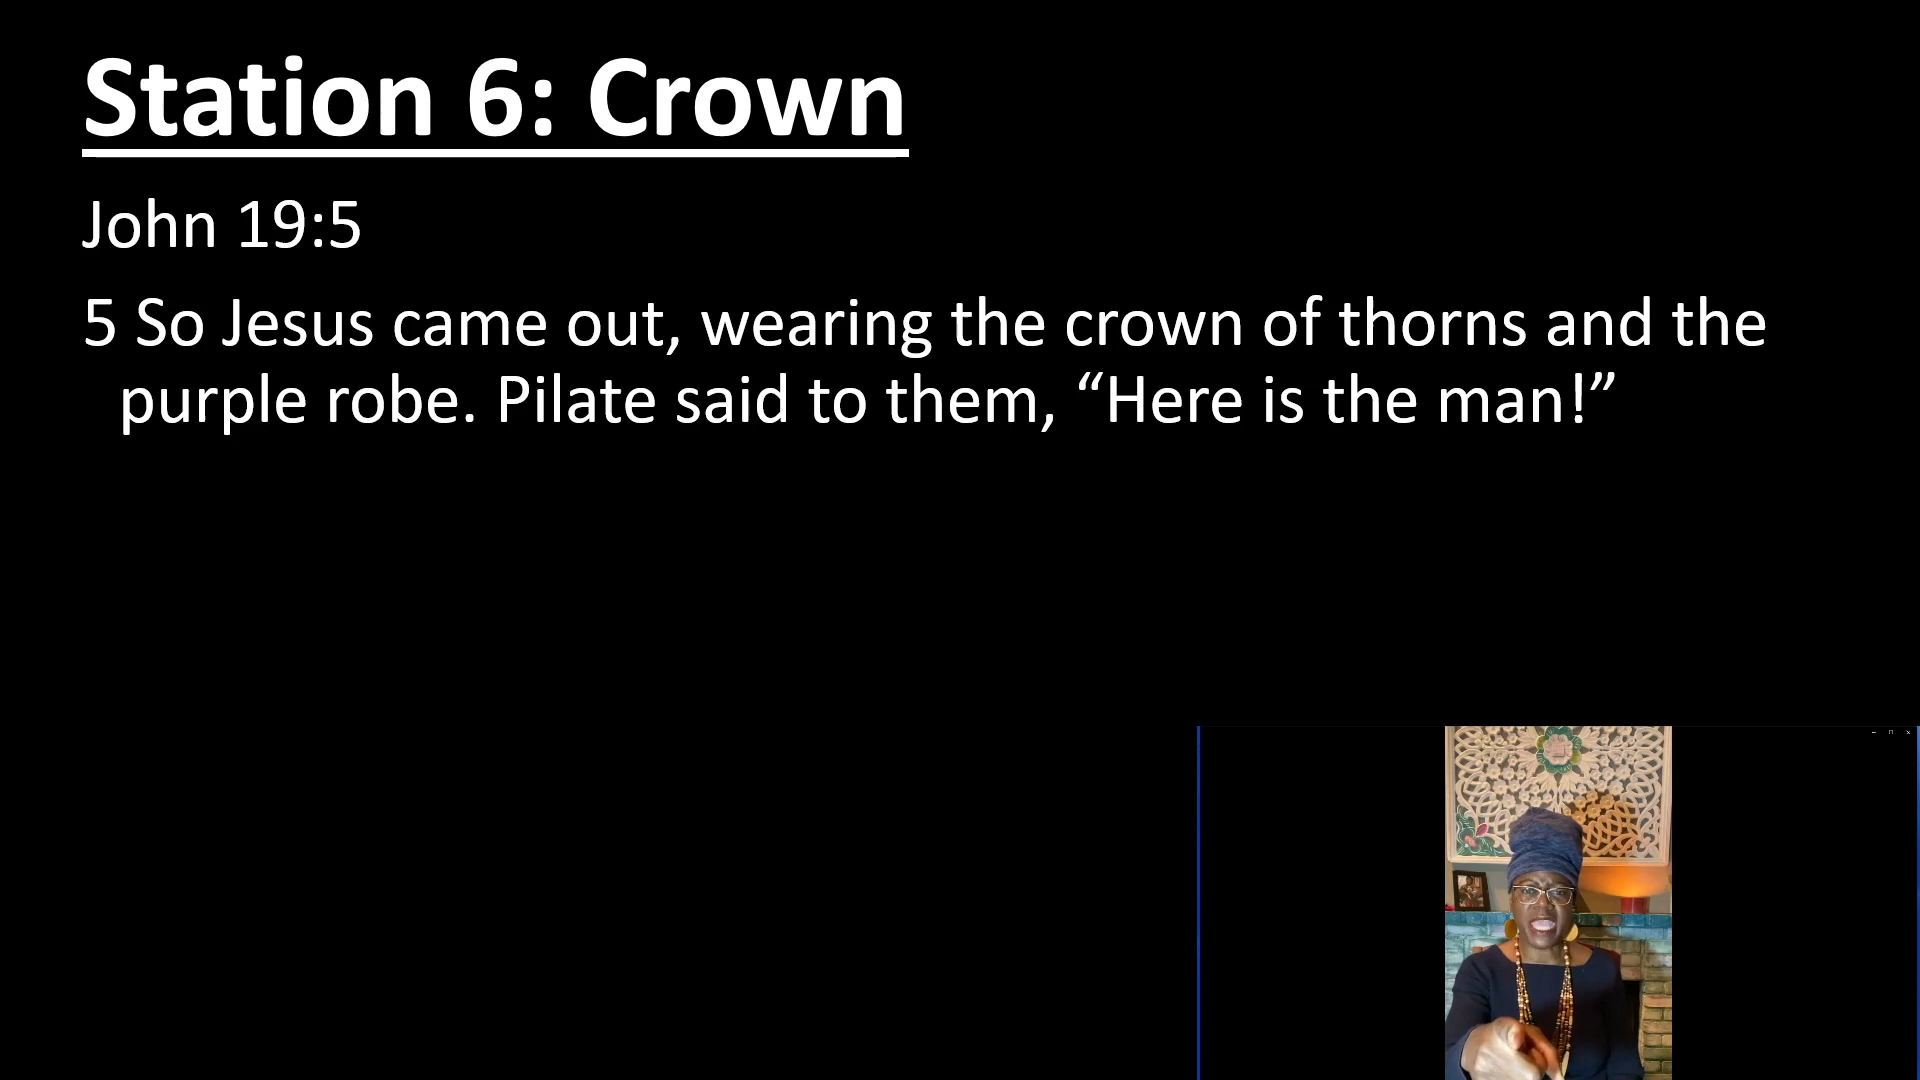 Station 6: Crown
John 19:5
5 So Jesus came out, wearing the crown of thorns and the
purple robe. Pilate said to them, “Here is the man!”